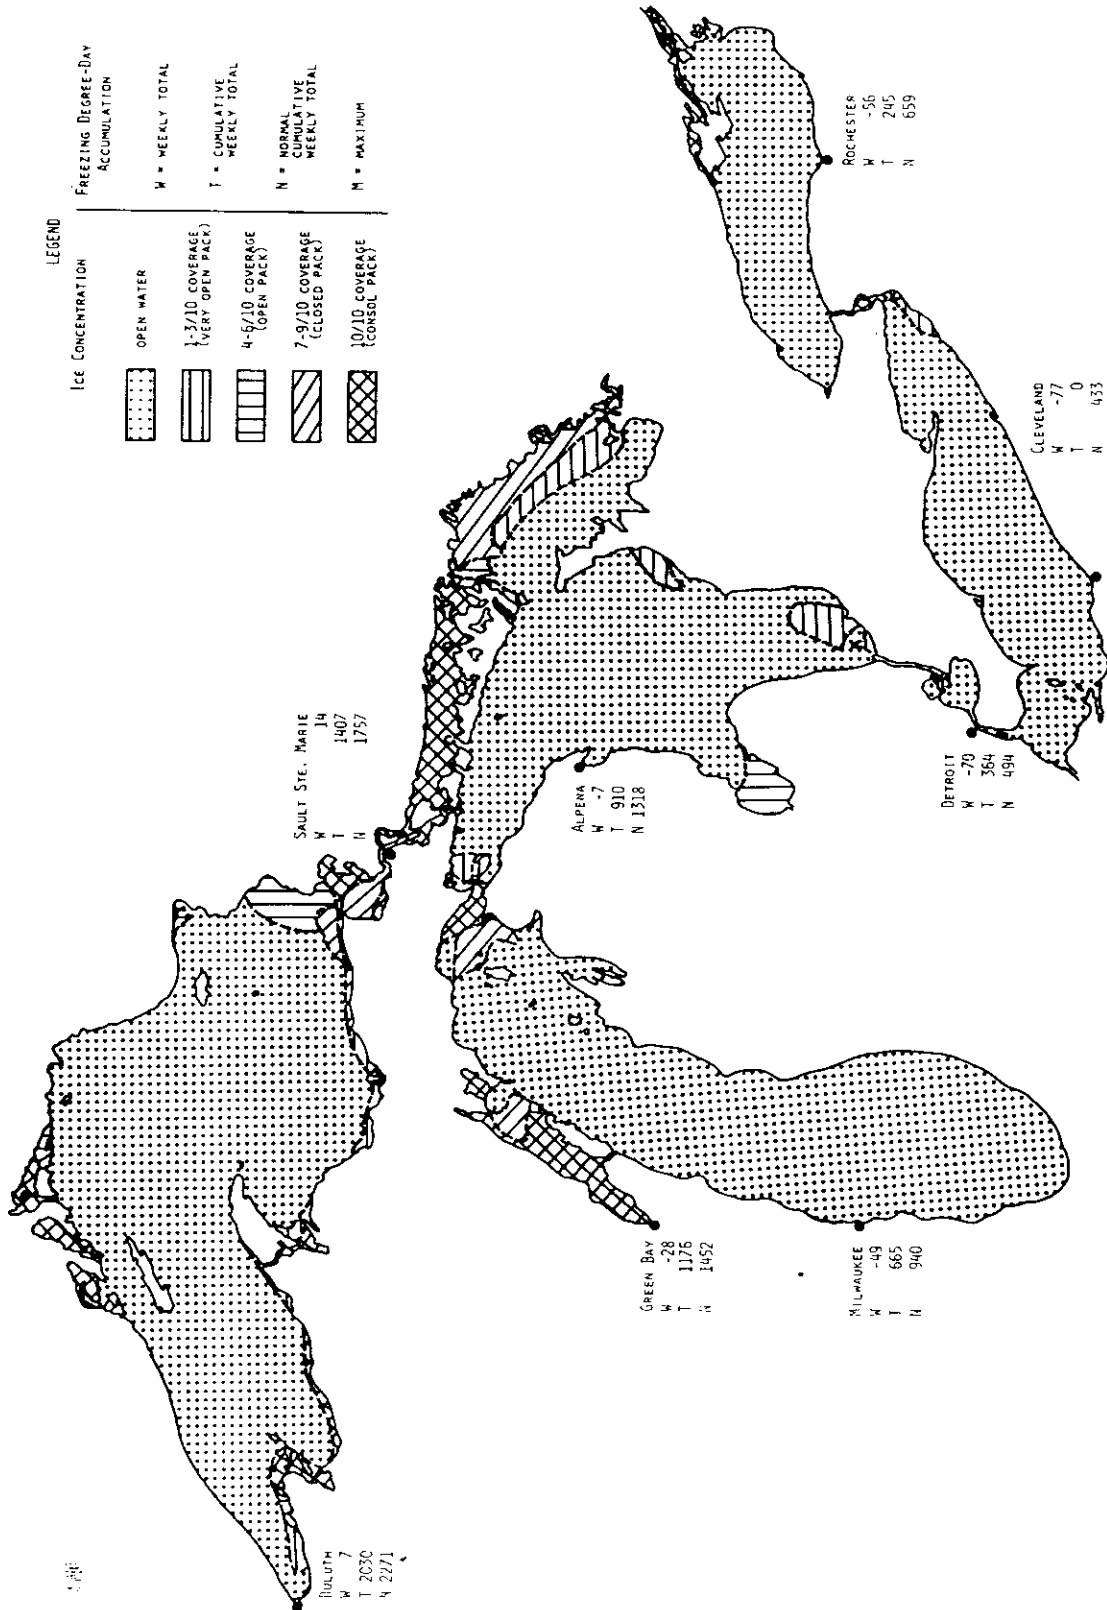 LEGEND
ICE CONCENTRATION
FREEZING DEGREE-DAY
ACCUMULATION
OPEN WATER
1-3/10 COVERAGE
(VERY OPEN PACK)
4-6/10 COVERAGE
(OPEN PACK)
7-9/10 COVERAGE
(CLOSED PACK)
10/10 COVERAGE
(CONSOL PACK)
W = WEEKLY TOTAL
T = CUMULATIVE
WEEKLY TOTAL
N = NORMAL
CUMULATIVE
WEEKLY TOTAL
M = MAXIMUM
DULUTH
W 7
T 2030
N 2271
SAULT STE. MARIE
W 14
T 1407
N 1757
GREEN BAY
W -28
T 1176
N 1452
MILWAUKEE
W -49
T 665
N 940
ALPENA
W -7
T 910
N 1318
DETROIT
W -70
T 364
N 494
CLEVELAND
W -77
T 0
N 433
ROCHESTER
W -56
T 245
N 659